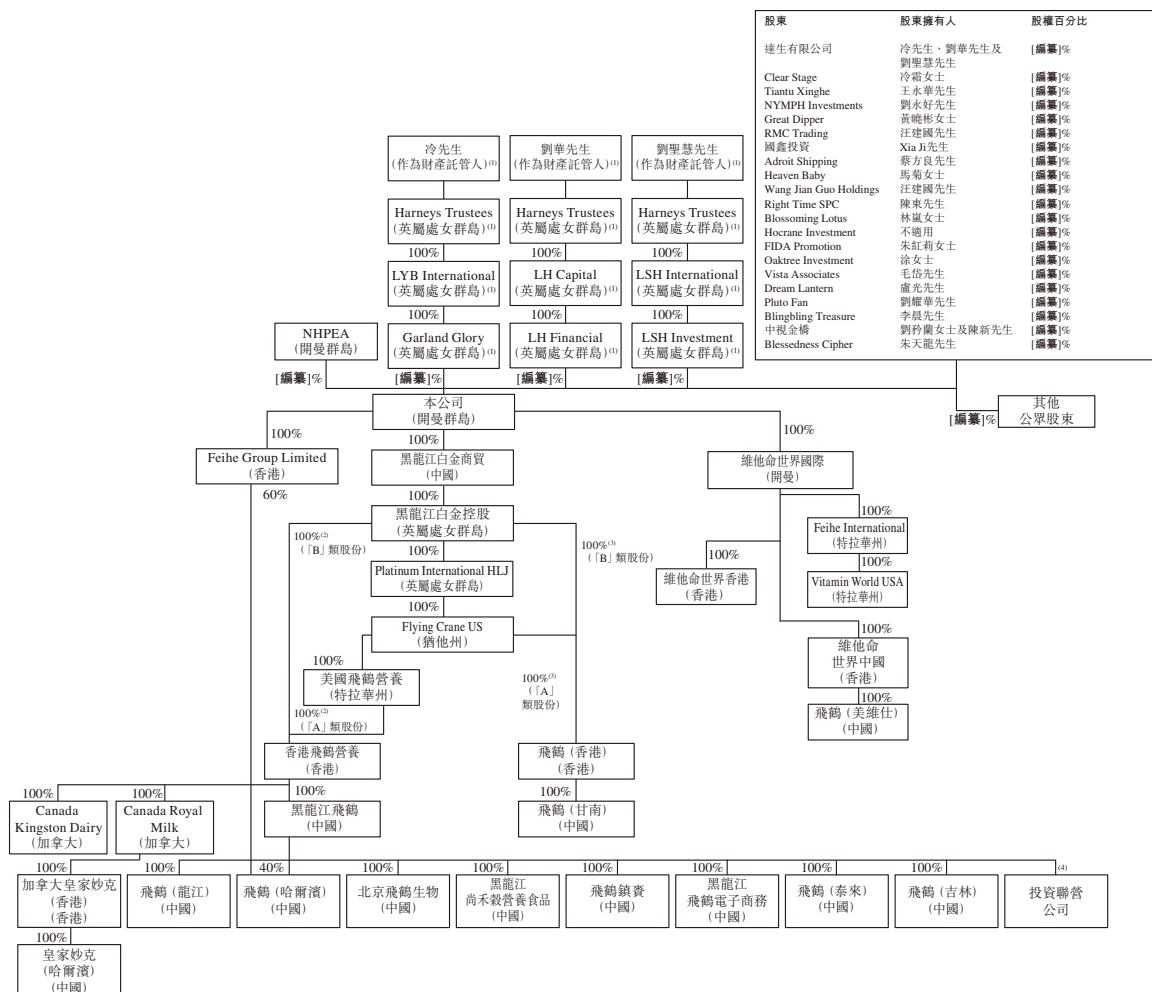 股東 股東擁有人 股權百分比
達生有限公司 冷先生、劉華先生及 [編纂]%
劉聖慧先生
Clear Stage 冷霜女士 [編纂]%
Tiantu Xinghe 王永華先生 [編纂]%
NYMPH Investments 劉永好先生 [編纂]%
Great Dipper 黃曉彬女士 [編纂]%
RMC Trading 汪建國先生 [編纂]%
國鑫投資 Xia Ji先生 [編纂]%
Adroit Shipping 蔡方良先生 [編纂]%
Heaven Baby 馬菊女士 [編纂]%
Wang Jian Guo Holdings 汪建國先生 [編纂]%
Right Time SPC 陳東先生 [編纂]%
Blossoming Lotus 林嵐女士 [編纂]%
Hocrane Investment 不適用 [編纂]%
FIDA Promotion 朱紅莉女士 [編纂]%
Oaktree Investment 涂女士 [編纂]%
Vista Associates 毛岱先生 [編纂]%
Dream Lantern 盧光先生 [編纂]%
Pluto Fan 劉耀華先生 [編纂]%
Blingbling Treasure 李晨先生 [編纂]%
中視金橋 劉矜蘭女士及陳新先生 [編纂]%
Blessedness Cipher 朱天龍先生 [編纂]%
冷先生 劉華先生 劉聖慧先生
(作為財產託管人)(1) (作為財產託管人)(1) (作為財產託管人)(1)
Harneys Trustees Harneys Trustees Harneys Trustees
(英屬處女群島)(1) (英屬處女群島)(1) (英屬處女群島)(1)
100% 100% 100%
LYB International LH Capital LSH International
(英屬處女群島)(1) (英屬處女群島)(1) (英屬處女群島)(1)
100% 100% 100%
NHPEA Garland Glory LH Financial LSH Investment
(開曼群島) (英屬處女群島)(1) (英屬處女群島)(1) (英屬處女群島)(1)
[編纂]% [編纂]% [編纂]% [編纂]%
本公司
(開曼群島)
其他
公眾股東
[編纂]%
100% 100% 100%
Feihe Group Limited 黑龍江白金商貿 維他命世界國際
(香港) (中國) (開曼)
60% 100%
黑龍江白金控股
(英屬處女群島)
100%
Feihe International
(特拉華州)
100%(2)
(「B」類股份)
100%
100%(3)
(「B」類股份)
100%
100%
Platinum International HLJ 維他命世界香港 Vitamin World USA
(英屬處女群島) (香港) (特拉華州)
100%
Flying Crane US
(猶他州)
100%
維他命
世界中國
(香港)
100%
美國飛鶴營養
(特拉華州)
100%(3)
(「A」
類股份)
100%
飛鶴(美維仕)
(中國)
100%(2)
(「A」類股份)
香港飛鶴營養 飛鶴(香港)
(香港) (香港)
100% 100% 100% 100%
Canada Canada Royal 黑龍江飛鶴 飛鶴(甘南)
Kingston Dairy Milk (中國) (中國)
(加拿大) (加拿大)
100% 100% 40% 100% 100% 100% 100% 100% 100% (4)
加拿大皇家妙克
(香港)
(香港)
飛鶴(龍江)
(中國)
飛鶴(哈爾濱)
(中國)
北京飛鶴生物
(中國)
黑龍江
尚禾穀營養食品
(中國)
飛鶴鎮賚
(中國)
黑龍江
飛鶴電子商務
(中國)
飛鶴(泰來)
(中國)
飛鶴(吉林)
(中國)
投資聯營
公司
100%
皇家妙克
(哈爾濱)
(中國)